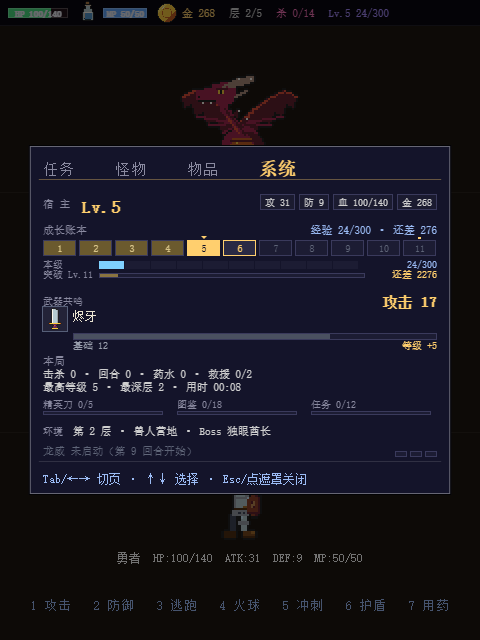 HP 100/140 MP 50/50 金 268 层 2/5 杀 0/14 Lv.5 24/300
任务 怪物 物品 系统
宿 主 Lv.5 攻 31 防 9 血 100/140 金 268
成长账本 经验 24/300 · 还差 276
1 2 3 4 5 6 7 8 9 10 11
本级 24/300
突破 Lv.11 还差 2276
武器共鸣 攻击 17
烬牙
基础 12 等级 +5
本局
击杀 0 · 回合 0 · 药水 0 · 救援 0/2
最高等级 5 · 最深层 2 · 用时 00:08
精英刀 0/5 图鉴 0/18 任务 0/12
环境 第 2 层 · 兽人营地 · Boss 独眼酋长
龙威 未启动（第 9 回合开始）
Tab/←→ 切页 · ↑↓ 选择 · Esc/点遮罩关闭
勇者 HP:100/140 ATK:31 DEF:9 MP:50/50
1 攻击 2 防御 3 逃跑 4 火球 5 冲刺 6 护盾 7 用药